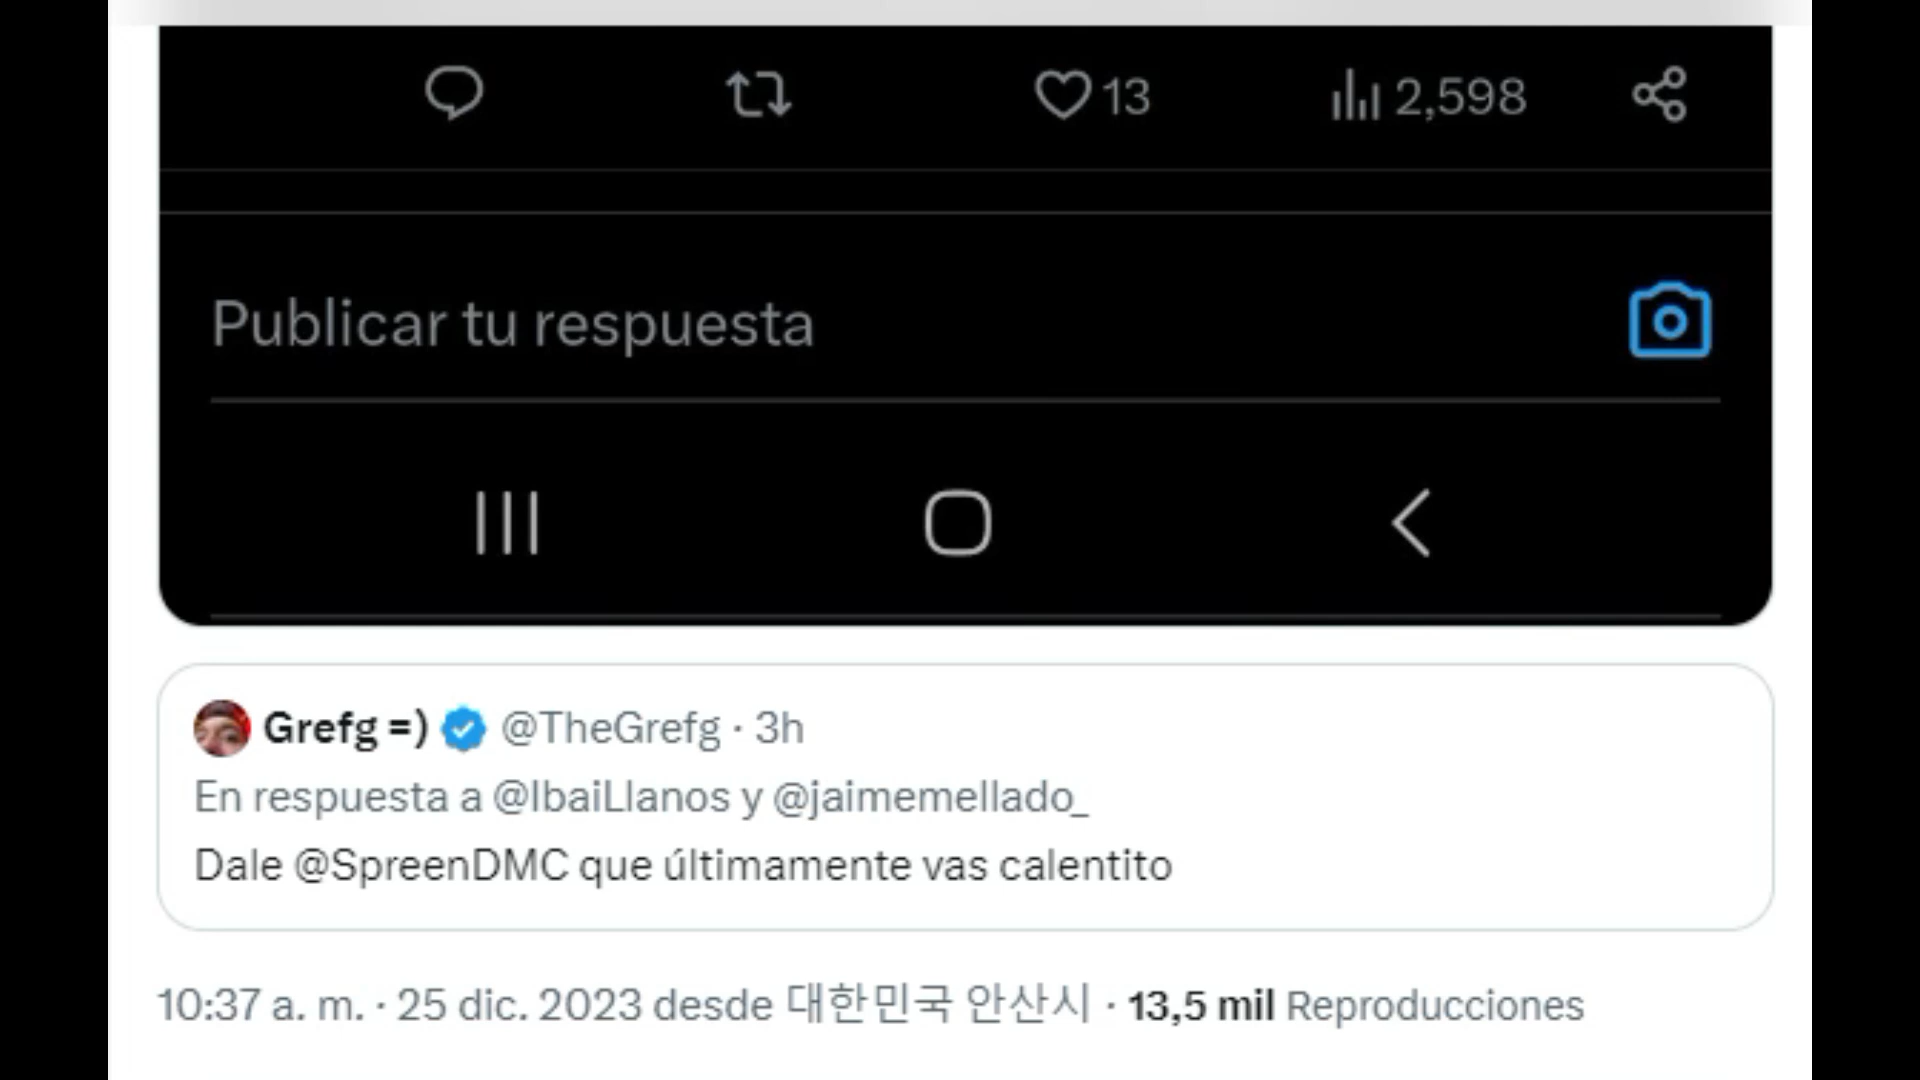 13 2,598
Publicar tu respuesta
Grefg =) @TheGrefg · 3h
En respuesta a @IbaiLlanos y @jaimemellado_
Dale @SpreenDMC que últimamente vas calentito
10:37 a. m. · 25 dic. 2023 desde 대한민국 안산시 · 13,5 mil Reproducciones